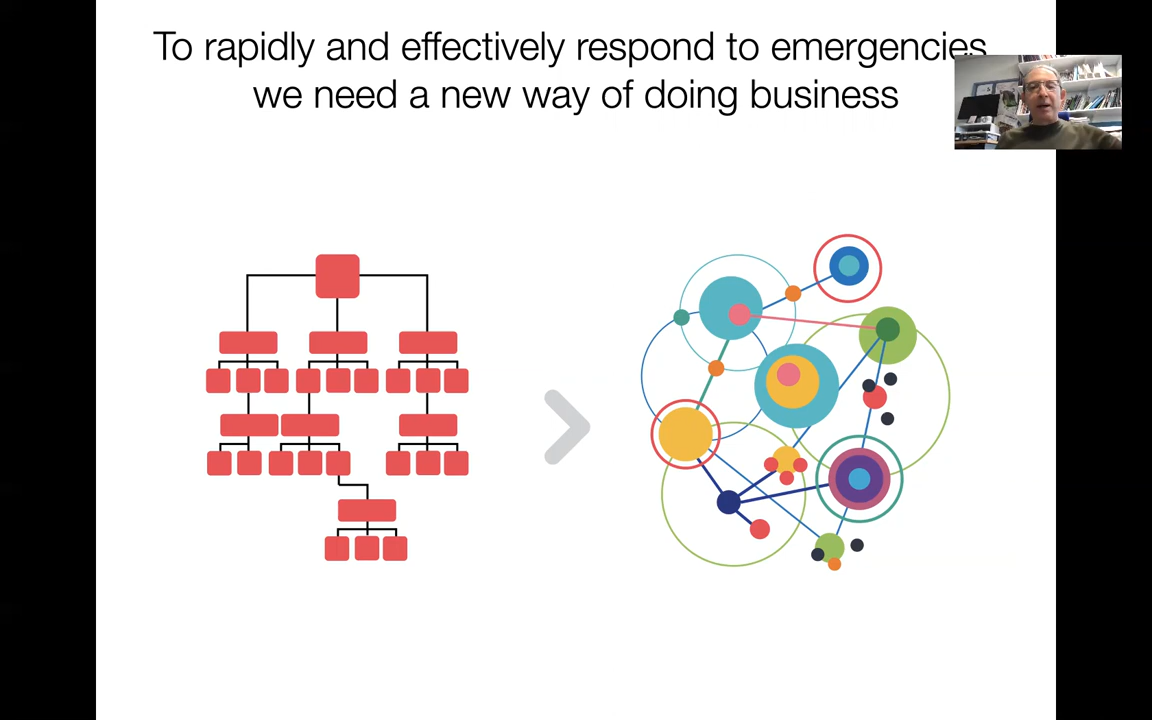 To rapidly and effectively respond to emergencies
we need a new way of doing business